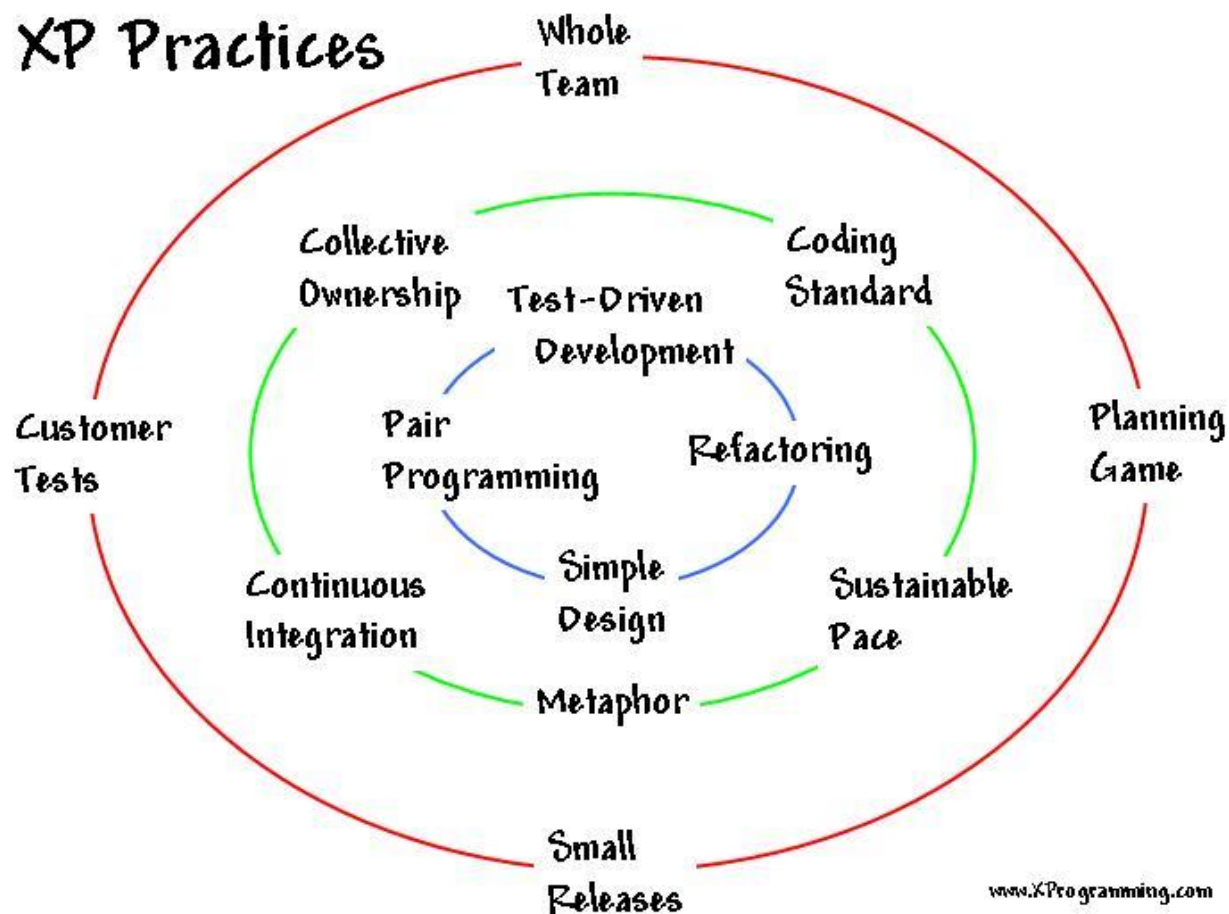 XP Practices
Whole
Team
Collective
Ownership
Coding
Standard
Test-Driven
Development
Customer
Tests
Pair
Programming
Refactoring
Planning
Game
Continuous
Integration
Simple
Design
Sustainable
Pace
Metaphor
Small
Releases
www.XProgramming.com